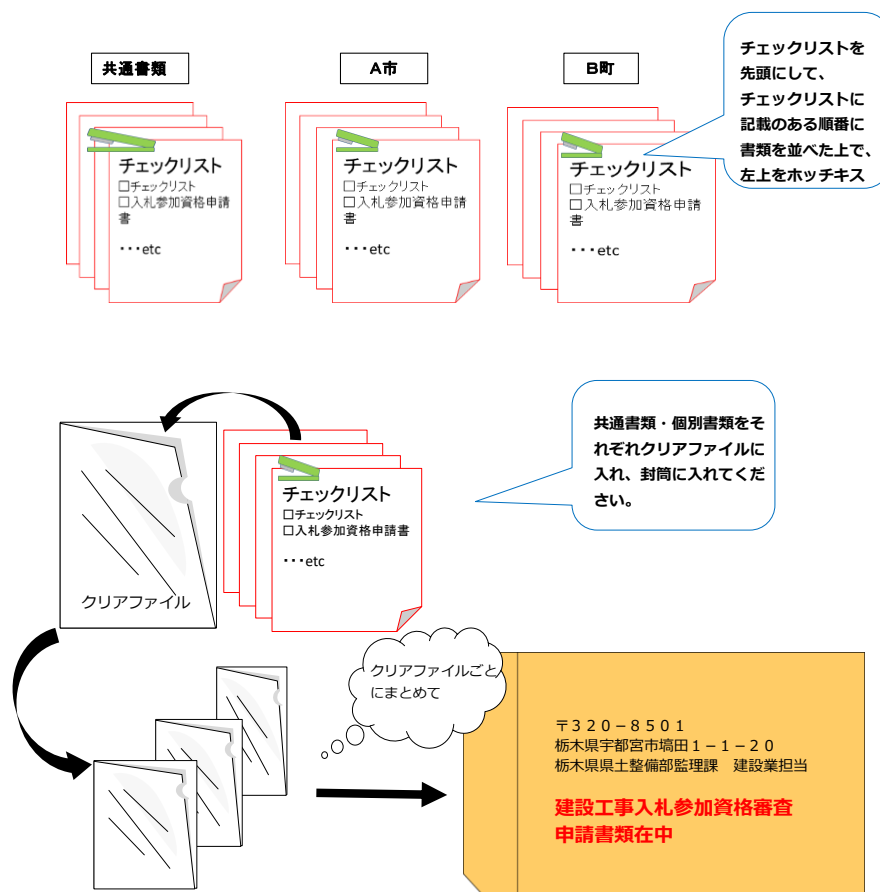 共通書類
A市
B町
チェックリストを
先頭にして、
チェックリストに
記載のある順番に
書類を並べた上で、
左上をホッチキス
チェックリスト
□チェックリスト
□入札参加資格申請
書
・・・etc
チェックリスト
□チェックリスト
□入札参加資格申請
書
・・・etc
チェックリスト
□チェックリスト
□入札参加資格申請
書
・・・etc
共通書類・個別書類をそ
れぞれクリアファイルに
入れ、封筒に入れてくだ
さい。
チェックリスト
□チェックリスト
□入札参加資格申請書
・・・etc
クリアファイル
クリアファイルごと
にまとめて
〒320-8501
栃木県宇都宮市塙田1-1-20
栃木県県土整備部監理課 建設業担当
建設工事入札参加資格審査
申請書類在中